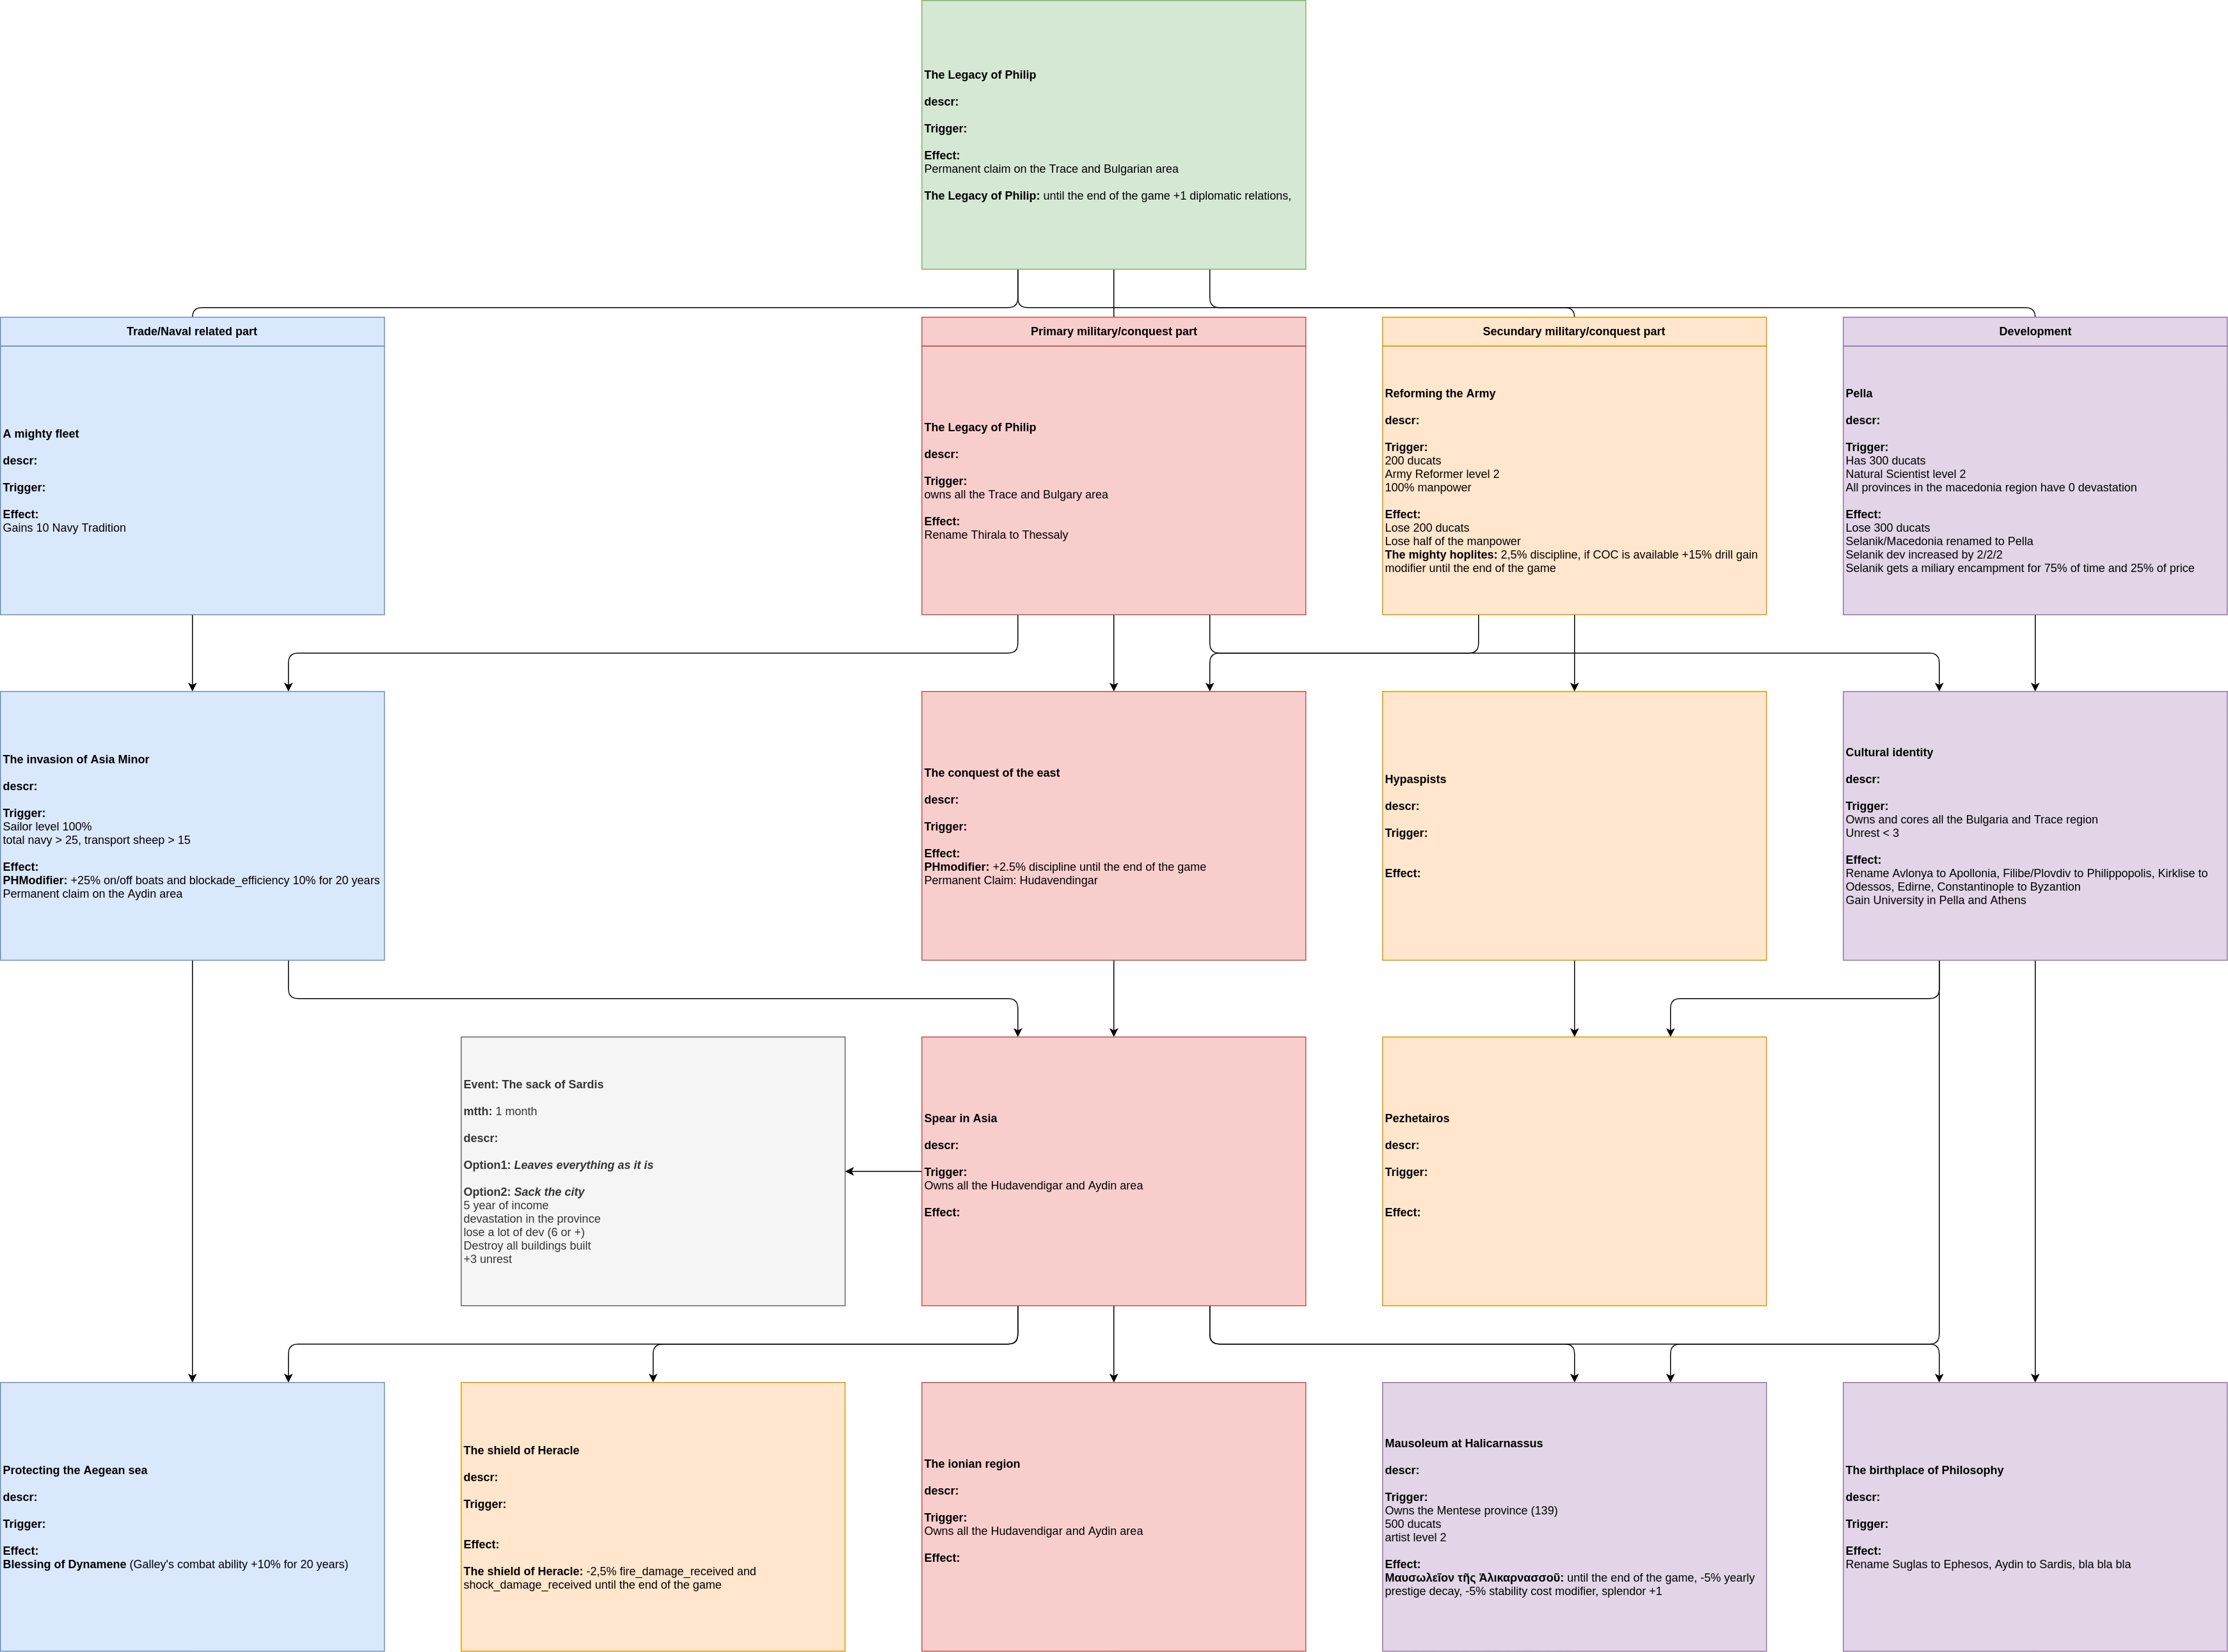 The Legacy of Philip
descr:
Trigger:
Effect:
Permanent claim on the Trace and Bulgarian area
The Legacy of Philip: until the end of the game +1 diplomatic relations,
Trade/Naval related part
A mighty fleet
descr:
Trigger:
Effect:
Gains 10 Navy Tradition
Primary military/conquest part
The Legacy of Philip
descr:
Trigger:
owns all the Trace and Bulgary area
Effect:
Rename Thirala to Thessaly
Secundary military/conquest part
Reforming the Army
descr:
Trigger:
200 ducats
Army Reformer level 2
100% manpower
Effect:
Lose 200 ducats
Lose half of the manpower
The mighty hoplites: 2,5% discipline, if COC is available +15% drill gain
modifier until the end of the game
Development
Pella
descr:
Trigger:
Has 300 ducats
Natural Scientist level 2
All provinces in the macedonia region have 0 devastation
Effect:
Lose 300 ducats
Selanik/Macedonia renamed to Pella
Selanik dev increased by 2/2/2
Selanik gets a miliary encampment for 75% of time and 25% of price
The invasion of Asia Minor
descr:
Trigger:
Sailor level 100%
total navy > 25, transport sheep > 15
Effect:
PHModifier: +25% on/off boats and blockade_efficiency 10% for 20 years
Permanent claim on the Aydin area
The conquest of the east
descr:
Trigger:
Effect:
PHmodifier: +2.5% discipline until the end of the game
Permanent Claim: Hudavendingar
Hypaspists
descr:
Trigger:
Effect:
Cultural identity
descr:
Trigger:
Owns and cores all the Bulgaria and Trace region
Unrest < 3
Effect:
Rename Avlonya to Apollonia, Filibe/Plovdiv to Philippopolis, Kirklise to
Odessos, Edirne, Constantinople to Byzantion
Gain University in Pella and Athens
Event: The sack of Sardis
mtth: 1 month
descr:
Option1: Leaves everything as it is
Option2: Sack the city
5 year of income
devastation in the province
lose a lot of dev (6 or +)
Destroy all buildings built
+3 unrest
Spear in Asia
descr:
Trigger:
Owns all the Hudavendigar and Aydin area
Effect:
Pezhetairos
descr:
Trigger:
Effect:
Protecting the Aegean sea
descr:
Trigger:
Effect:
Blessing of Dynamene (Galley's combat ability +10% for 20 years)
The shield of Heracle
descr:
Trigger:
Effect:
The shield of Heracle: -2,5% fire_damage_received and
shock_damage_received until the end of the game
The ionian region
descr:
Trigger:
Owns all the Hudavendigar and Aydin area
Effect:
Mausoleum at Halicarnassus
descr:
Trigger:
Owns the Mentese province (139)
500 ducats
artist level 2
Effect:
Μαυσωλεῖον τῆς Ἁλικαρνασσοῦ: until the end of the game, -5% yearly
prestige decay, -5% stability cost modifier, splendor +1
The birthplace of Philosophy
descr:
Trigger:
Effect:
Rename Suglas to Ephesos, Aydin to Sardis, bla bla bla